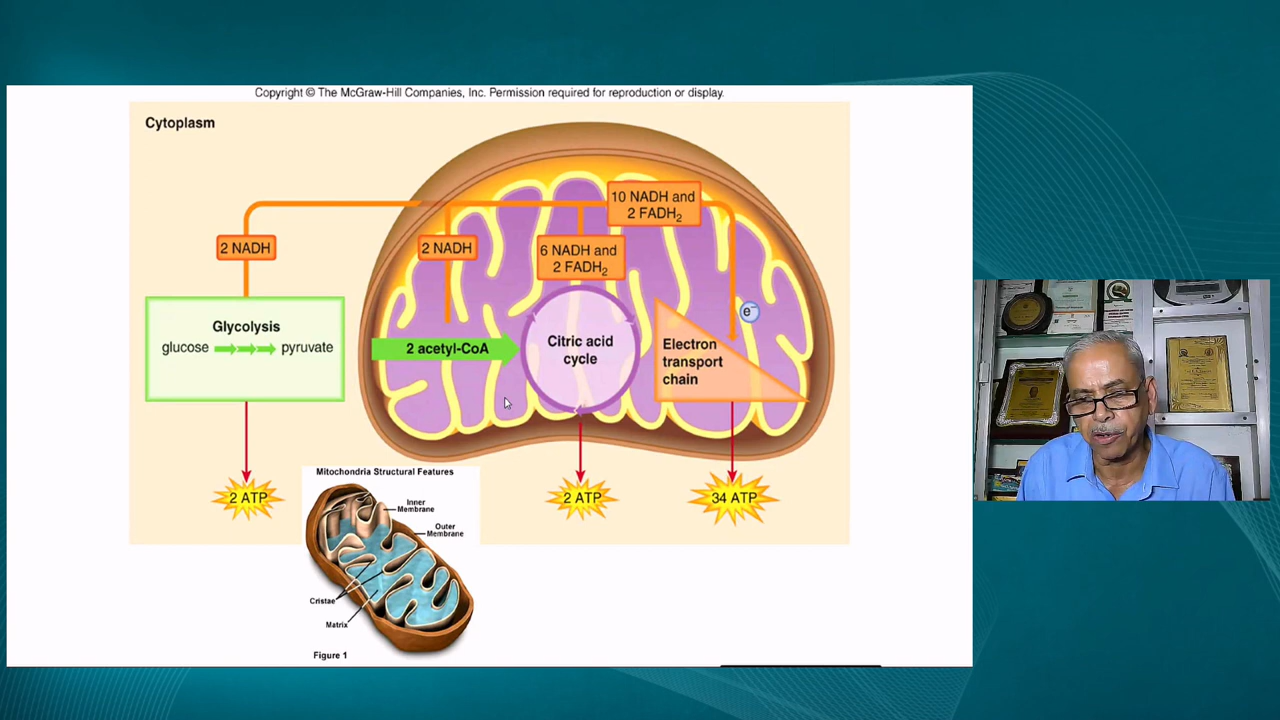 Copyright © The McGraw-Hill Companies, Inc. Permission required for reproduction or display.
Cytoplasm
10 NADH and
2 FADH₂
2 NADH
2 NADH
6 NADH and
2 FADH₂
e⁻
Glycolysis
glucose
pyruvate
2 acetyl-CoA
Citric acid
cycle
Electron
transport
chain
2 ATP
2 ATP
34 ATP
Mitochondria Structural Features
Inner
Membrane
Outer
Membrane
Cristae
Matrix
Figure 1